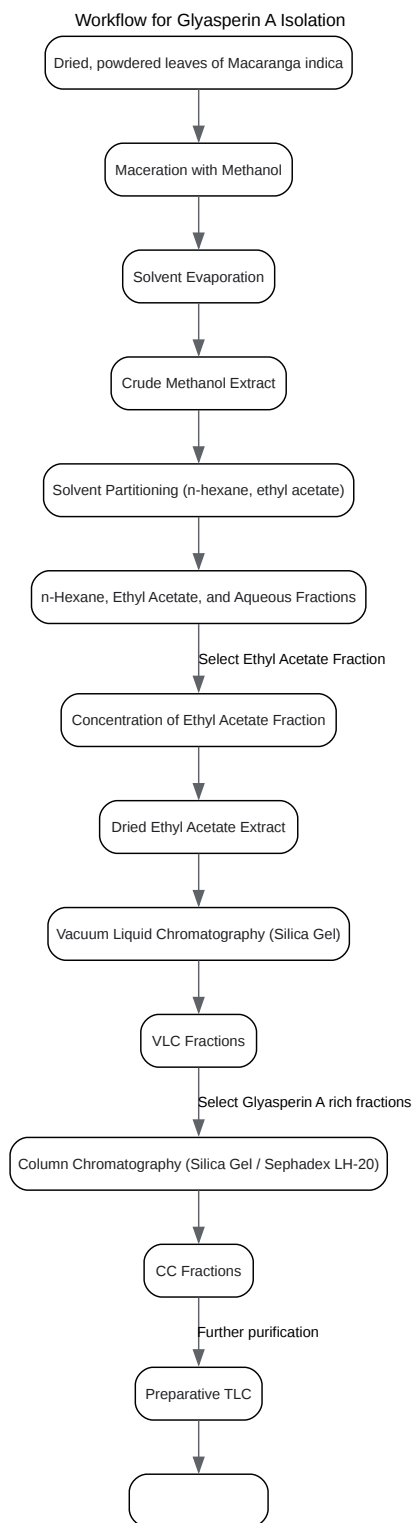 Workflow for Glyasperin A Isolation
Dried, powdered leaves of Macaranga indica
Maceration with Methanol
Solvent Evaporation
Crude Methanol Extract
Solvent Partitioning (n-hexane, ethyl acetate)
n-Hexane, Ethyl Acetate, and Aqueous Fractions
Select Ethyl Acetate Fraction
Concentration of Ethyl Acetate Fraction
Dried Ethyl Acetate Extract
Vacuum Liquid Chromatography (Silica Gel)
VLC Fractions
Select Glyasperin A rich fractions
Column Chromatography (Silica Gel / Sephadex LH-20)
CC Fractions
Further purification
Preparative TLC